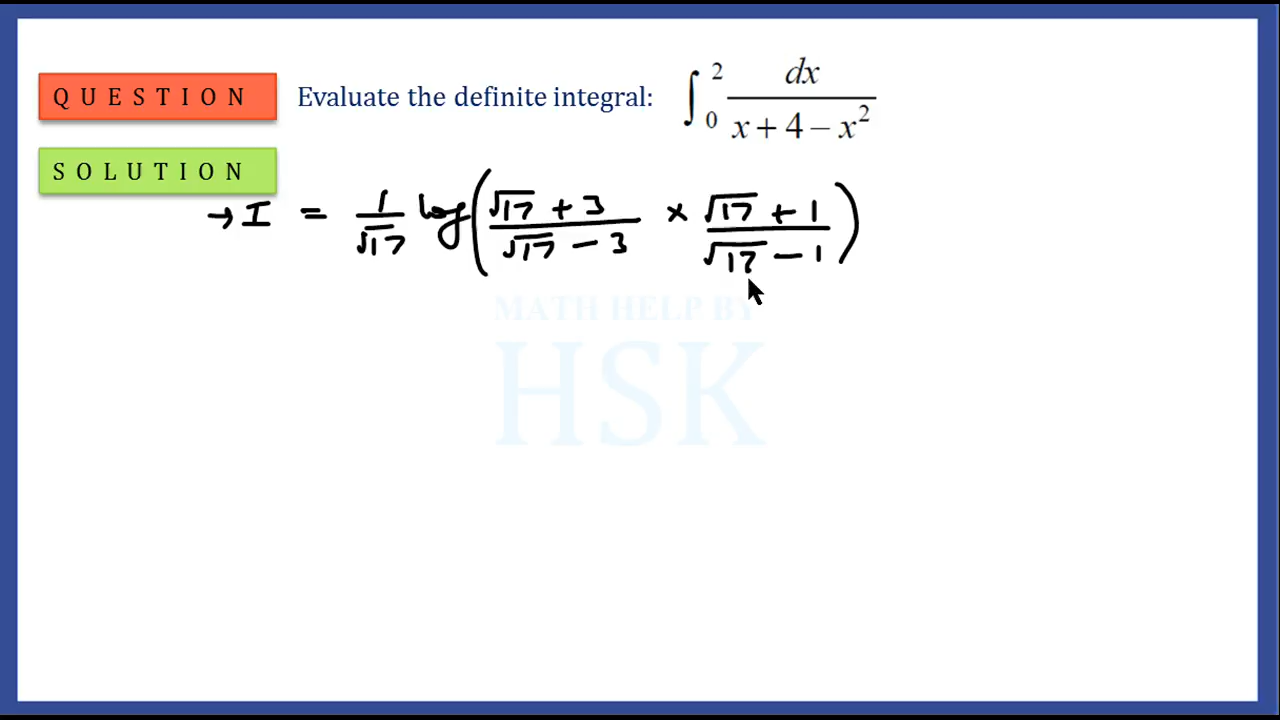 QUESTION Evaluate the definite integral: ∫₀² dx / (x + 4 – x²)
SOLUTION
→ I = 1/√17 log( (√17 + 3)/(√17 – 3) × (√17 + 1)/(√17 – 1) )
MATH HELP BY
HSK